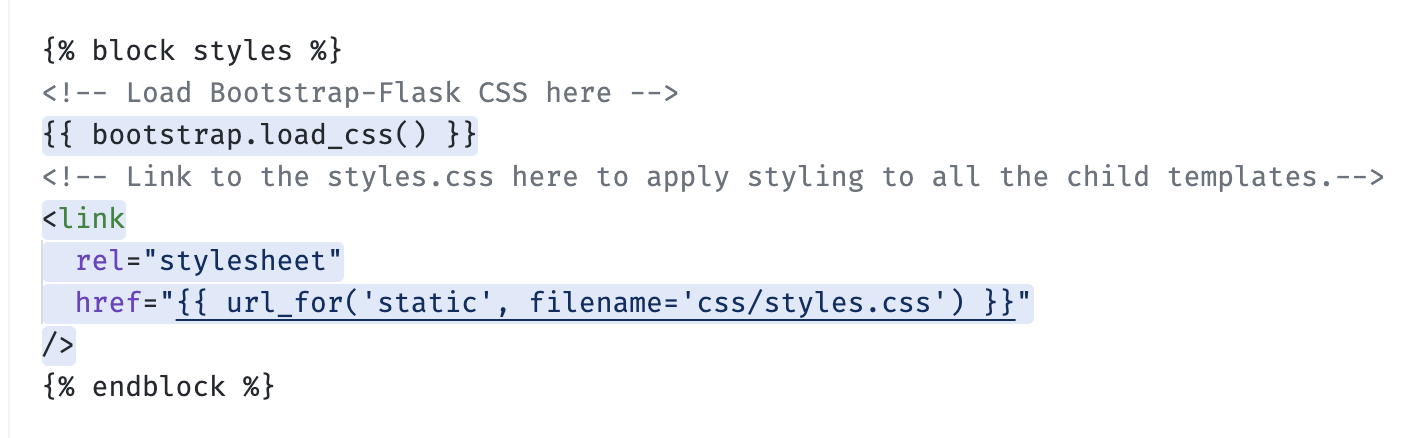 {% block styles %}
<!-- Load Bootstrap-Flask CSS here -->
{{ bootstrap.load_css() }}
<!-- Link to the styles.css here to apply styling to all the child templates.-->
<link
  rel="stylesheet"
  href="{{ url_for('static', filename='css/styles.css') }}"
/>
{% endblock %}